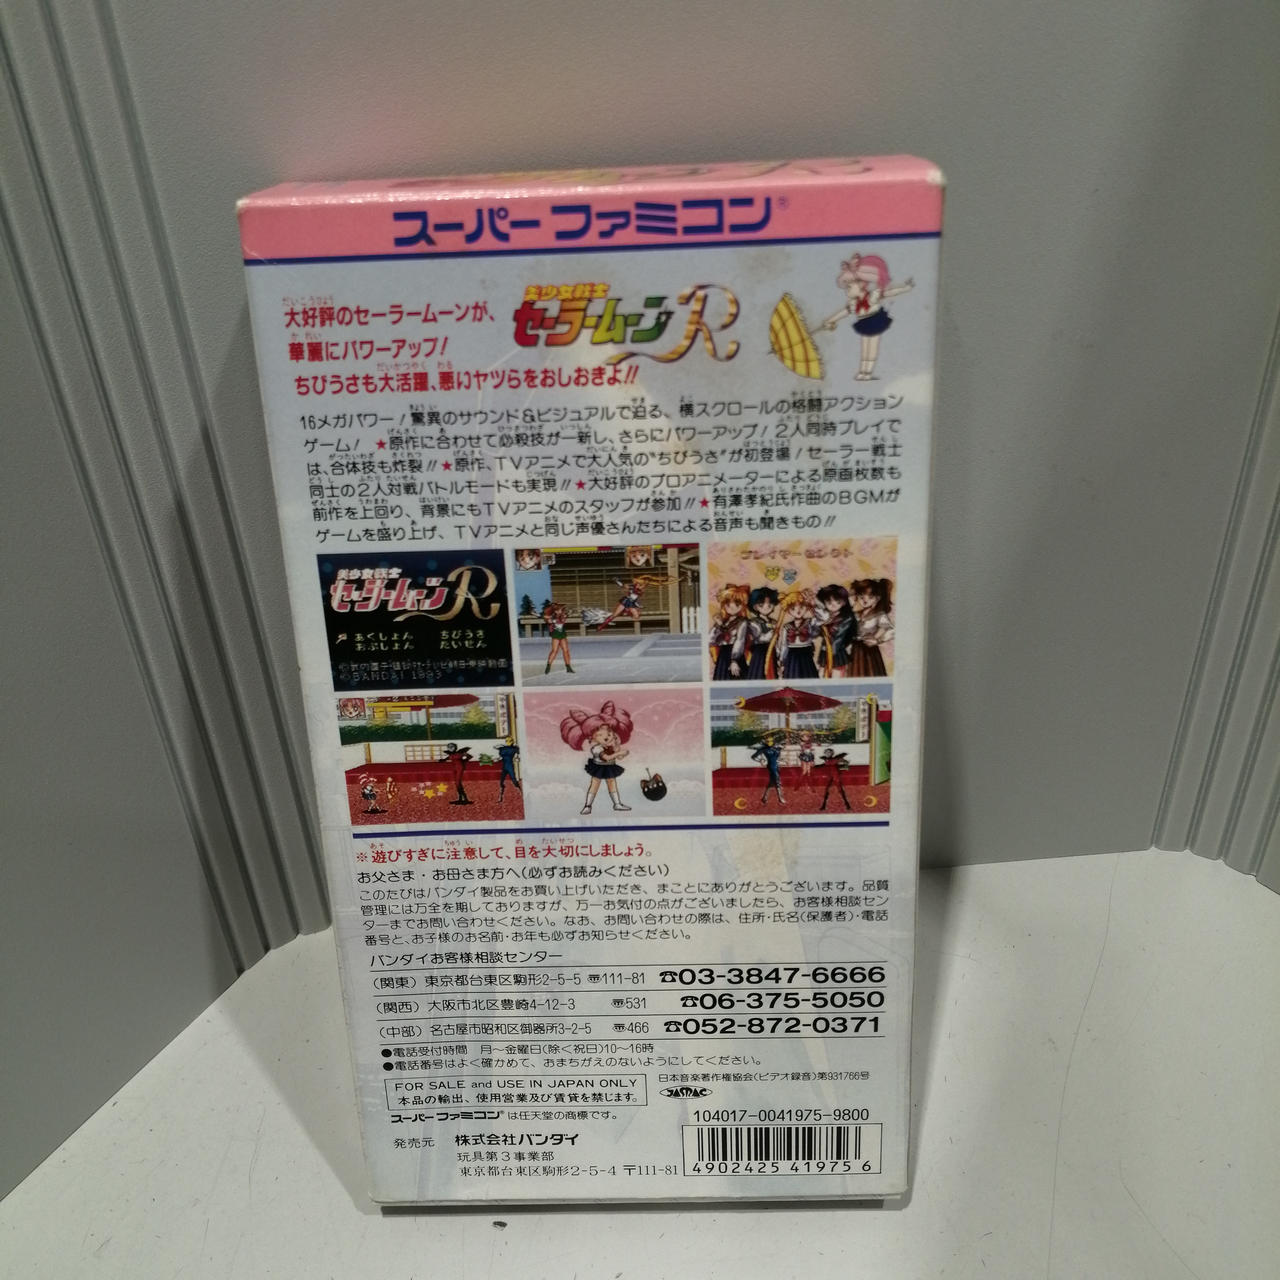 スーパーファミコン®
大好評のセーラームーンが、
華麗にパワーアップ!
ちびうさも大活躍、悪いヤツらをおしおきよ!!
美少女戦士
セーラームーンR
16メガパワー!驚異のサウンド&ビジュアルで迫る、横スクロールの格闘アクション
ゲーム! ★原作に合わせて必殺技が一新し、さらにパワーアップ!2人同時プレイで
は、合体技も炸裂!!★原作、TVアニメで大人気の"ちびうさ"が初登場!セーラー戦士
同士の2人対戦バトルモードも実現!!★大好評のプロアニメーターによる原画枚数も
前作を上回り、背景にもTVアニメのスタッフが参加!!★有澤孝紀氏作曲のBGMが
ゲームを盛り上げ、TVアニメと同じ声優さんたちによる音声も聞きもの!!
美少女戦士
セーラームーンR
あくしょん ちびうさ
おぷしょん たいせん
©BANDAI 1993
プレイヤーセレクト
※遊びすぎに注意して、目を大切にしましょう。
お父さま・お母さま方へ(必ずお読みください)
このたびはバンダイ製品をお買い上げいただき、まことにありがとうございます。品質
管理には万全を期しておりますが、万一お気付の点がございましたら、お客様相談セン
ターまでお問い合わせください。なお、お問い合わせの際は、住所・氏名(保護者)・電話
番号と、お子様のお名前・お年も必ずお知らせください。
バンダイお客様相談センター
(関東) 東京都台東区駒形2-5-5 〠111-81 ☎03-3847-6666
(関西) 大阪市北区豊崎4-12-3 〠531 ☎06-375-5050
(中部) 名古屋市昭和区御器所3-2-5 〠466 ☎052-872-0371
●電話受付時間 月〜金曜日(除く祝日)10〜16時
●電話番号はよく確かめて、おまちがえのないようにしてください。
FOR SALE and USE IN JAPAN ONLY
本品の輸出、使用営業及び賃貸を禁じます。
日本音楽著作権協会(ビデオ録音)第931766号
JASRAC
スーパーファミコン®は任天堂の商標です。
104017-0041975-9800
発売元 株式会社バンダイ
玩具第3事業部
東京都台東区駒形2-5-4 〒111-81
4902425419756